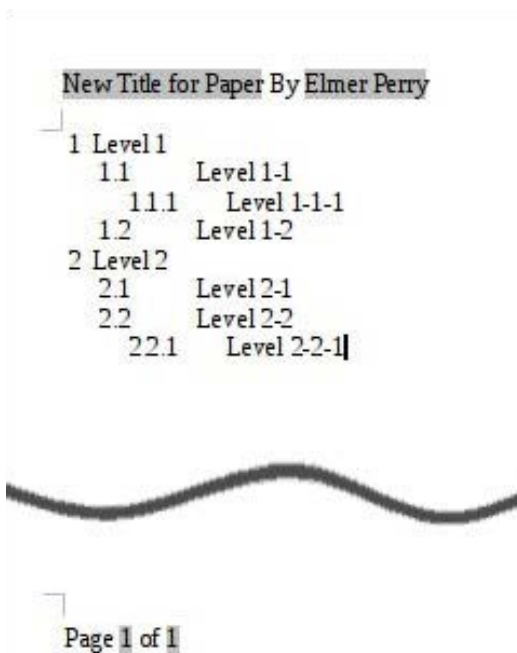 New Title for Paper By Elmer Perry
1 Level 1
1.1 Level 1-1
1.1.1 Level 1-1-1
1.2 Level 1-2
2 Level 2
2.1 Level 2-1
2.2 Level 2-2
2.2.1 Level 2-2-1
Page 1 of 1